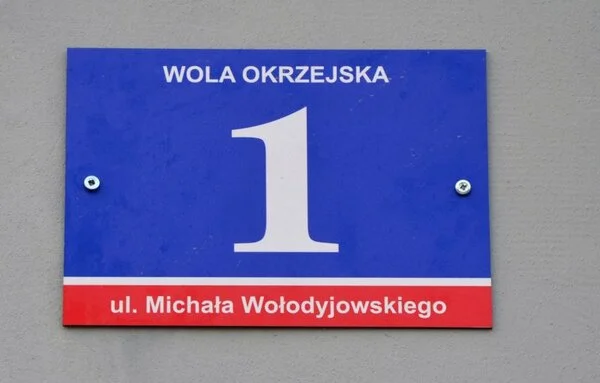 WOLA OKRZEJSKA
1
ul. Michała Wołodyjowskiego